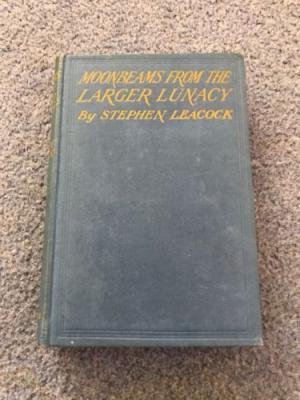 MOONBEAMS FROM THE
LARGER LUNACY
By STEPHEN LEACOCK